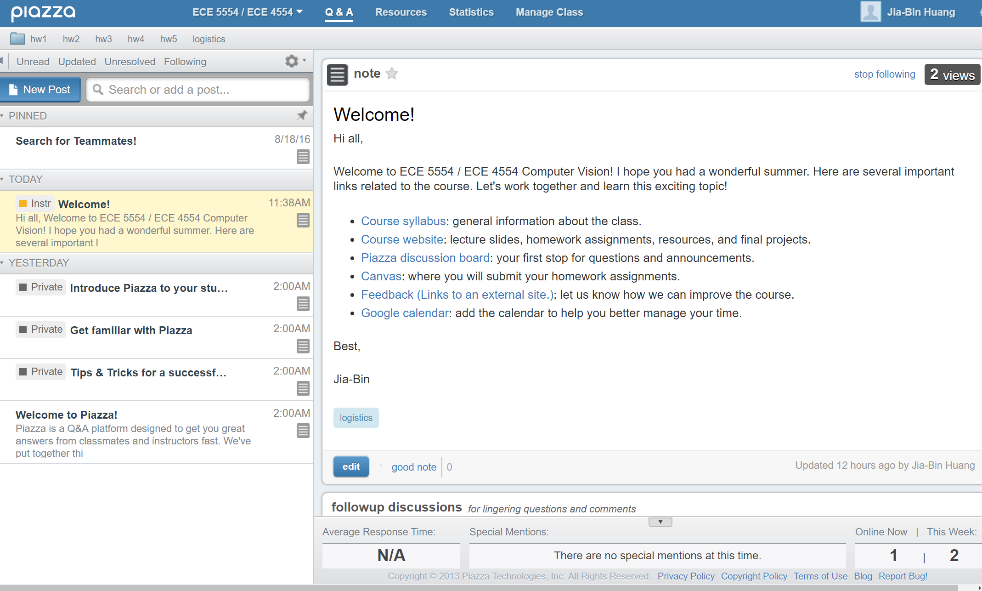 piazza
ECE 5554 / ECE 4554
Q & A
Resources
Statistics
Manage Class
Jia-Bin Huang
hw1 hw2 hw3 hw4 hw5 logistics
Unread Updated Unresolved Following
New Post
Search or add a post...
PINNED
Search for Teammates! 8/18/16
TODAY
Instr Welcome! 11:38AM
Hi all, Welcome to ECE 5554 / ECE 4554 Computer
Vision! I hope you had a wonderful summer. Here are
several important l
YESTERDAY
Private Introduce Piazza to your stu... 2:00AM
Private Get familiar with Piazza 2:00AM
Private Tips & Tricks for a successf... 2:00AM
Welcome to Piazza! 2:00AM
Piazza is a Q&A platform designed to get you great
answers from classmates and instructors fast. We've
put together thi
note
stop following
2 views
Welcome!
Hi all,
Welcome to ECE 5554 / ECE 4554 Computer Vision! I hope you had a wonderful summer. Here are several important
links related to the course. Let's work together and learn this exciting topic!
• Course syllabus: general information about the class.
• Course website: lecture slides, homework assignments, resources, and final projects.
• Piazza discussion board: your first stop for questions and announcements.
• Canvas: where you will submit your homework assignments.
• Feedback (Links to an external site.): let us know how we can improve the course.
• Google calendar: add the calendar to help you better manage your time.
Best,
Jia-Bin
logistics
edit · good note | 0
Updated 12 hours ago by Jia-Bin Huang
followup discussions for lingering questions and comments
Average Response Time: Special Mentions: Online Now | This Week:
N/A There are no special mentions at this time. 1 | 2
Copyright © 2013 Piazza Technologies, Inc. All Rights Reserved. Privacy Policy Copyright Policy Terms of Use Blog Report Bug!